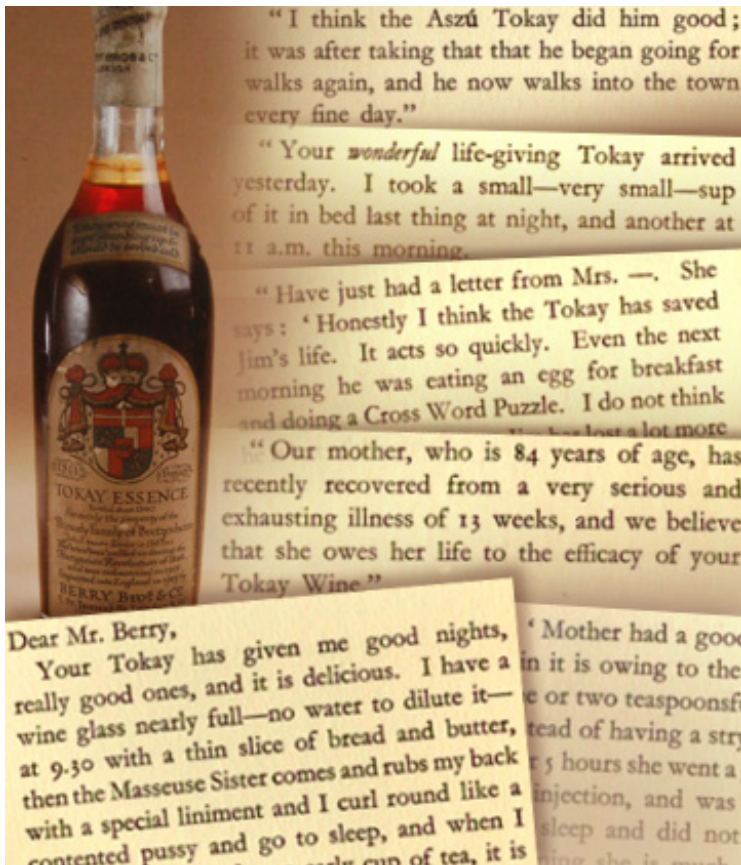 "I think the Aszú Tokay did him good;
it was after taking that that he began going for
walks again, and he now walks into the town
every fine day."
"Your wonderful life-giving Tokay arrived
yesterday. I took a small—very small—sup
of it in bed last thing at night, and another at
11 a.m. this morning.
"Have just had a letter from Mrs. —. She
says: 'Honestly I think the Tokay has saved
Jim's life. It acts so quickly. Even the next
morning he was eating an egg for breakfast
and doing a Cross Word Puzzle. I do not think
has lost a lot more
"Our mother, who is 84 years of age, has
recently recovered from a very serious and
exhausting illness of 13 weeks, and we believe
that she owes her life to the efficacy of your
Tokay Wine."
TOKAY ESSENCE
BERRY BROS & CO
Dear Mr. Berry,
Your Tokay has given me good nights,
really good ones, and it is delicious. I have a
wine glass nearly full—no water to dilute it—
at 9.30 with a thin slice of bread and butter,
then the Masseuse Sister comes and rubs my back
with a special liniment and I curl round like a
contented pussy and go to sleep, and when I
cup of tea, it is
'Mother had a good
in it is owing to the
or two teaspoonsf
tead of having a stry
5 hours she went a
injection, and was
sleep and did not